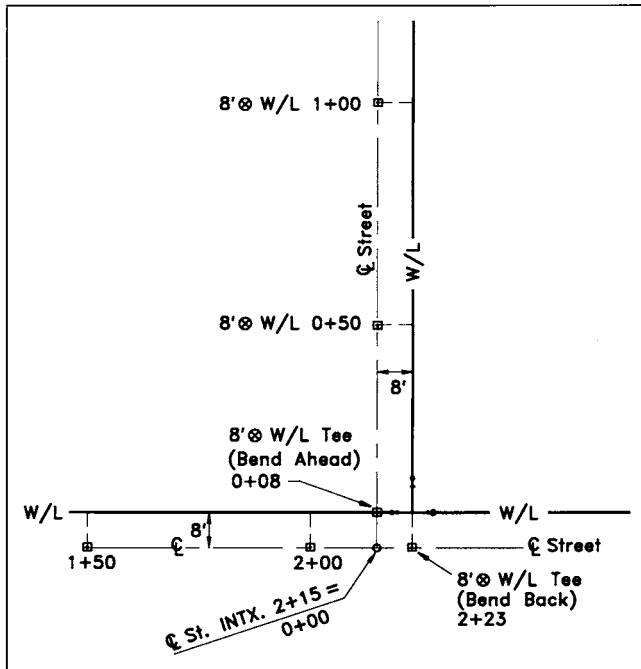 8'⊗ W/L 1+00
℄ Street
W/L
8'⊗ W/L 0+50
8'
8'⊗ W/L Tee
(Bend Ahead)
0+08
W/L
8'
W/L
1+50
℄
2+00
℄ Street
8'⊗ W/L Tee
(Bend Back)
2+23
℄ St. INTX. 2+15 =
0+00